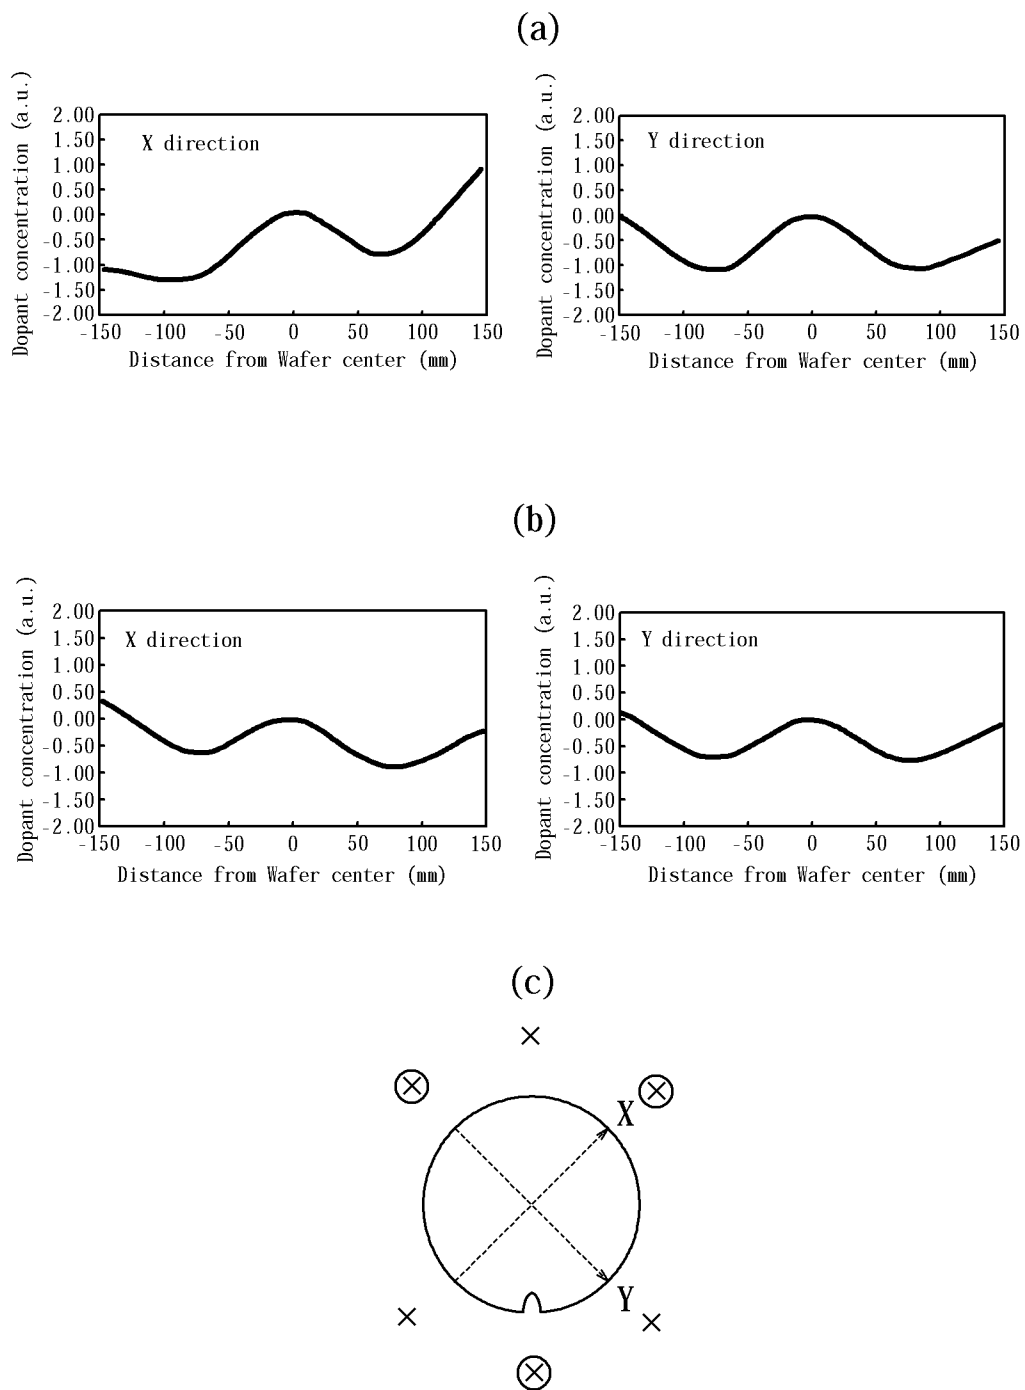 (a)
Dopant concentration (a.u.)
2.00
1.50
1.00
0.50
0.00
-0.50
-1.00
-1.50
-2.00
X direction
-150 -100 -50 0 50 100 150
Distance from Wafer center (mm)
Dopant concentration (a.u.)
2.00
1.50
1.00
0.50
0.00
-0.50
-1.00
-1.50
-2.00
Y direction
-150 -100 -50 0 50 100 150
Distance from Wafer center (mm)
(b)
Dopant concentration (a.u.)
2.00
1.50
1.00
0.50
0.00
-0.50
-1.00
-1.50
-2.00
X direction
-150 -100 -50 0 50 100 150
Distance from Wafer center (mm)
Dopant concentration (a.u.)
2.00
1.50
1.00
0.50
0.00
-0.50
-1.00
-1.50
-2.00
Y direction
-150 -100 -50 0 50 100 150
Distance from Wafer center (mm)
(c)
X
Y